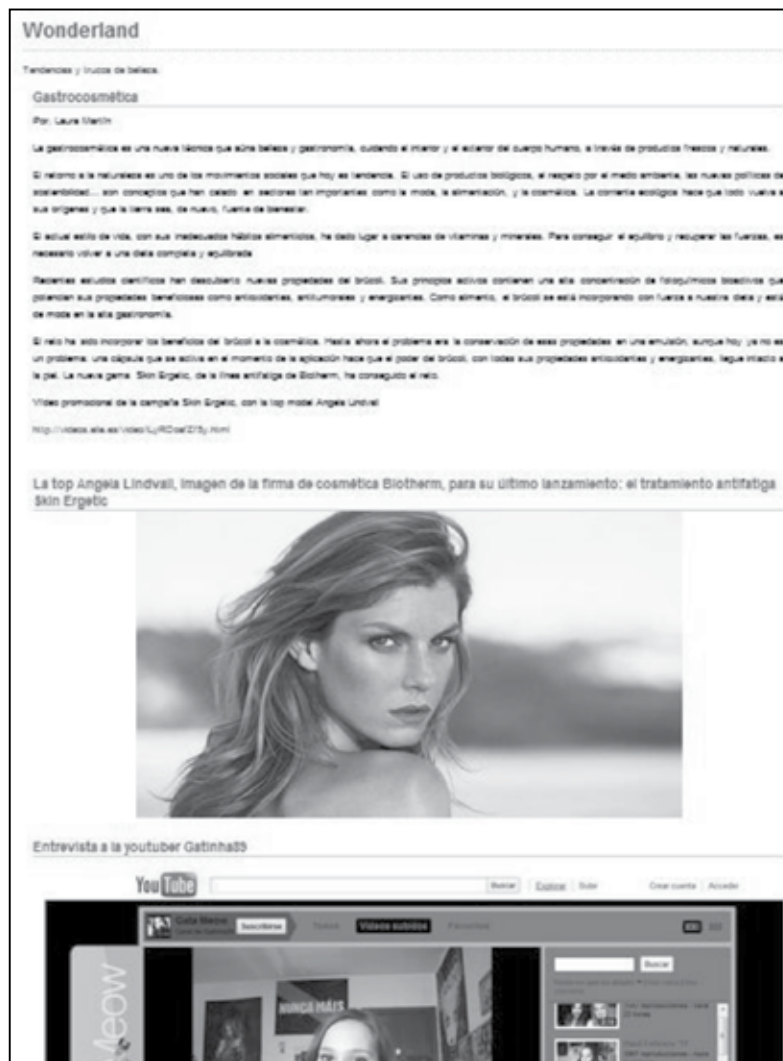 Wonderland
Tendencias y trucos de belleza.
Gastrocosmética
Por: Laura Martín
La gastrocosmética es una nueva técnica que aúna belleza y gastronomía, cuidando el interior y el exterior del cuerpo humano, a través de productos frescos y naturales.
El retorno a la naturaleza es uno de los movimientos sociales que hoy es tendencia. El uso de productos biológicos, el respeto por el medio ambiente, las nuevas políticas de
sostenibilidad... son conceptos que han calado en sectores tan importantes como la moda, la alimentación, y la cosmética. La corriente ecológica hace que todo vuelva a
sus orígenes y que la tierra sea, de nuevo, fuente de bienestar.
El actual estilo de vida, con sus inadecuados hábitos alimenticios, ha dado lugar a carencias de vitaminas y minerales. Para conseguir el equilibrio y recuperar las fuerzas, es
necesario volver a una dieta completa y equilibrada
Recientes estudios científicos han descubierto nuevas propiedades del brócoli. Sus principios activos contienen una alta concentración de fitoquímicos bioactivos que
potencian sus propiedades beneficiosas como antioxidantes, antitumorales y energizantes. Como alimento, el brócoli se está incorporando con fuerza a nuestra dieta y está
de moda en la alta gastronomía.
El reto ha sido incorporar los beneficios del brócoli a la cosmética. Hasta ahora el problema era la conservación de esas propiedades en una emulsión, aunque hoy ya no es
un problema: una cápsula que se activa en el momento de la aplicación hace que el poder del brócoli, con todas sus propiedades antioxidantes y energizantes, llegue intacto a
la piel. La nueva gama Skin Ergetic, de la línea antifatiga de Biotherm, ha conseguido el reto.
Vídeo promocional de la campaña Skin Ergetic, con la top model Angela Lindvall
La top Angela Lindvall, imagen de la firma de cosmética Biotherm, para su último lanzamiento: el tratamiento antifatiga
Skin Ergetic
Entrevista a la youtuber Gatinha89
YouTube Buscar Explorar Subir Crear cuenta Acceder
Gata Meow Suscribirse Todos Vídeos subidos Favoritos
Buscar
Meow
NUNCA MÁIS